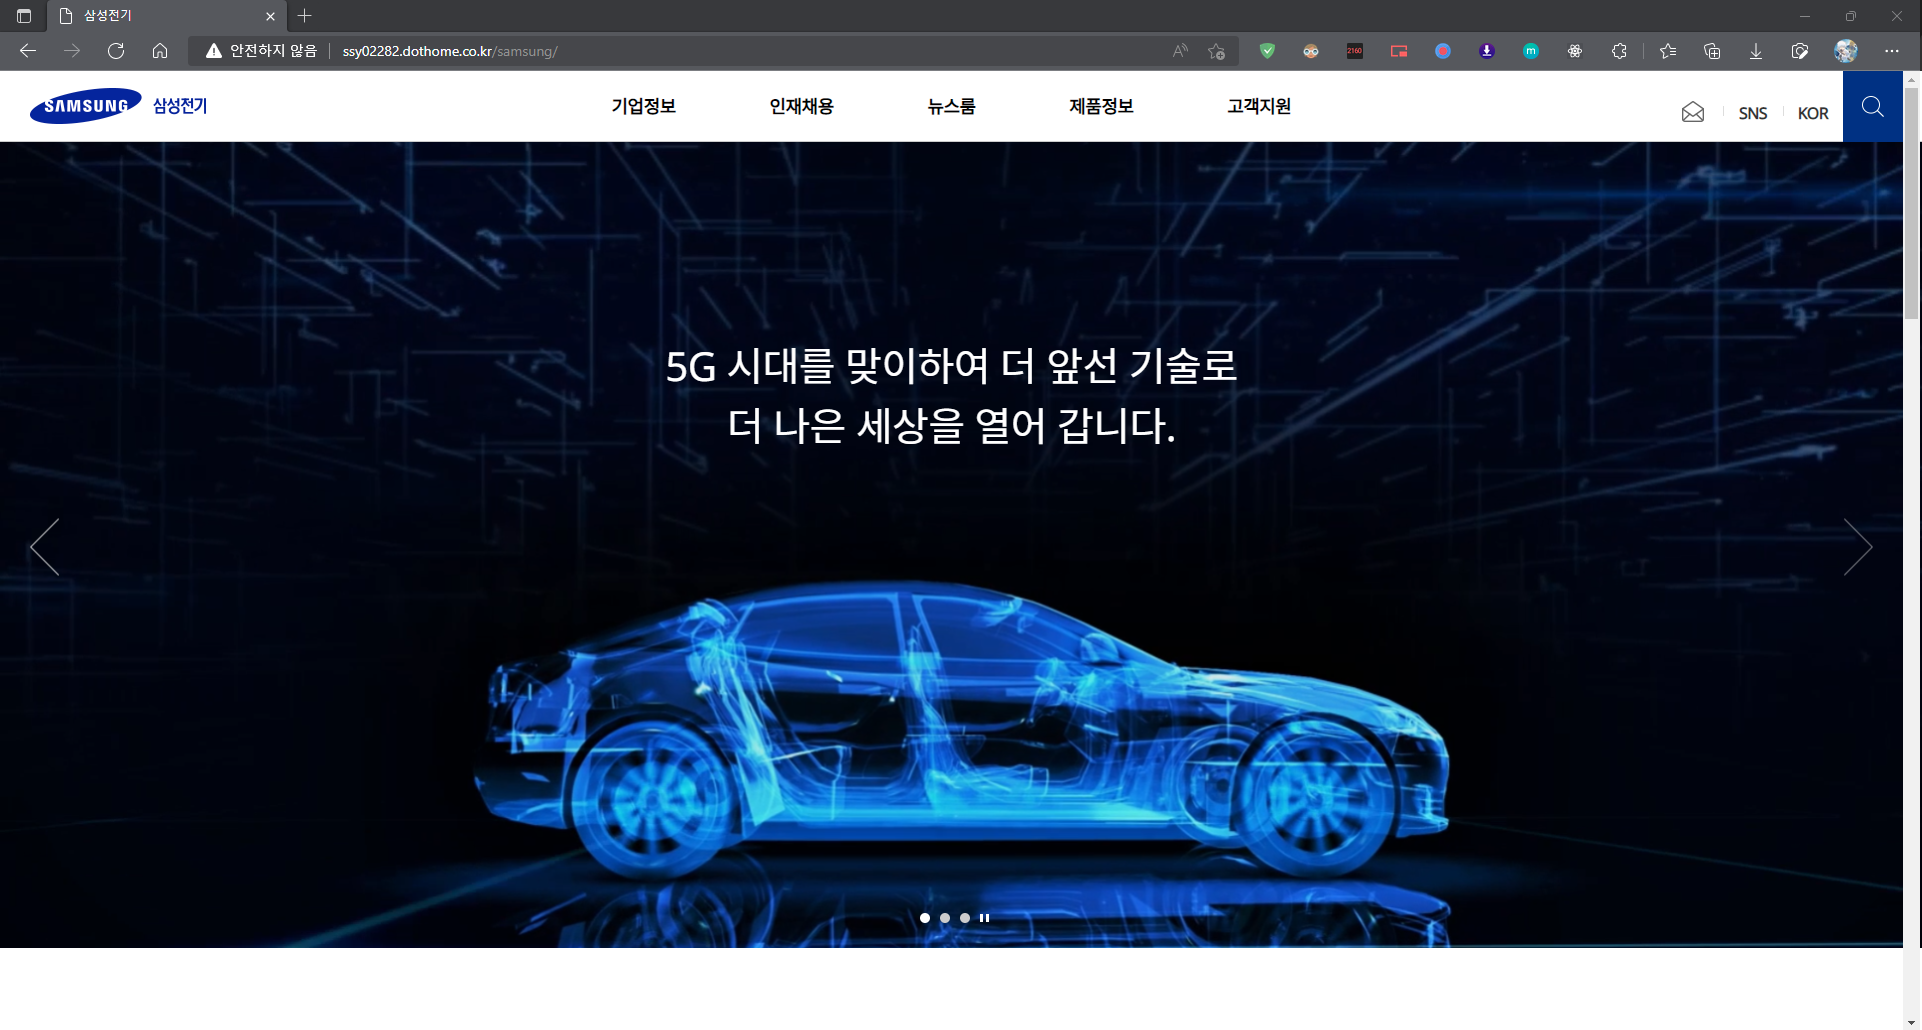 삼성전기
안전하지 않음
ssy02282.dothome.co.kr/samsung/
2160
m
SAMSUNG 삼성전기
기업정보
인재채용
뉴스룸
제품정보
고객지원
SNS
KOR
5G 시대를 맞이하여 더 앞선 기술로
더 나은 세상을 열어 갑니다.